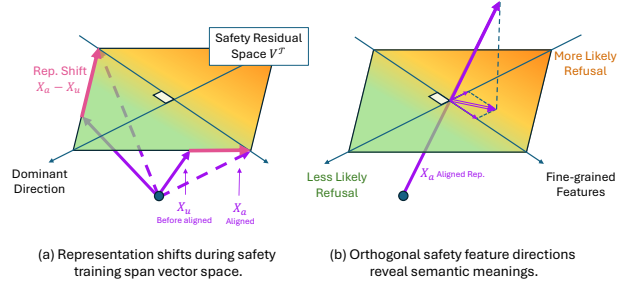 Safety Residual
Space V^T
Rep. Shift
X_a − X_u
Dominant
Direction
X_u
Before aligned
X_a
Aligned
(a) Representation shifts during safety
training span vector space.
More Likely
Refusal
Less Likely
Refusal
X_a Aligned Rep.
Fine-grained
Features
(b) Orthogonal safety feature directions
reveal semantic meanings.